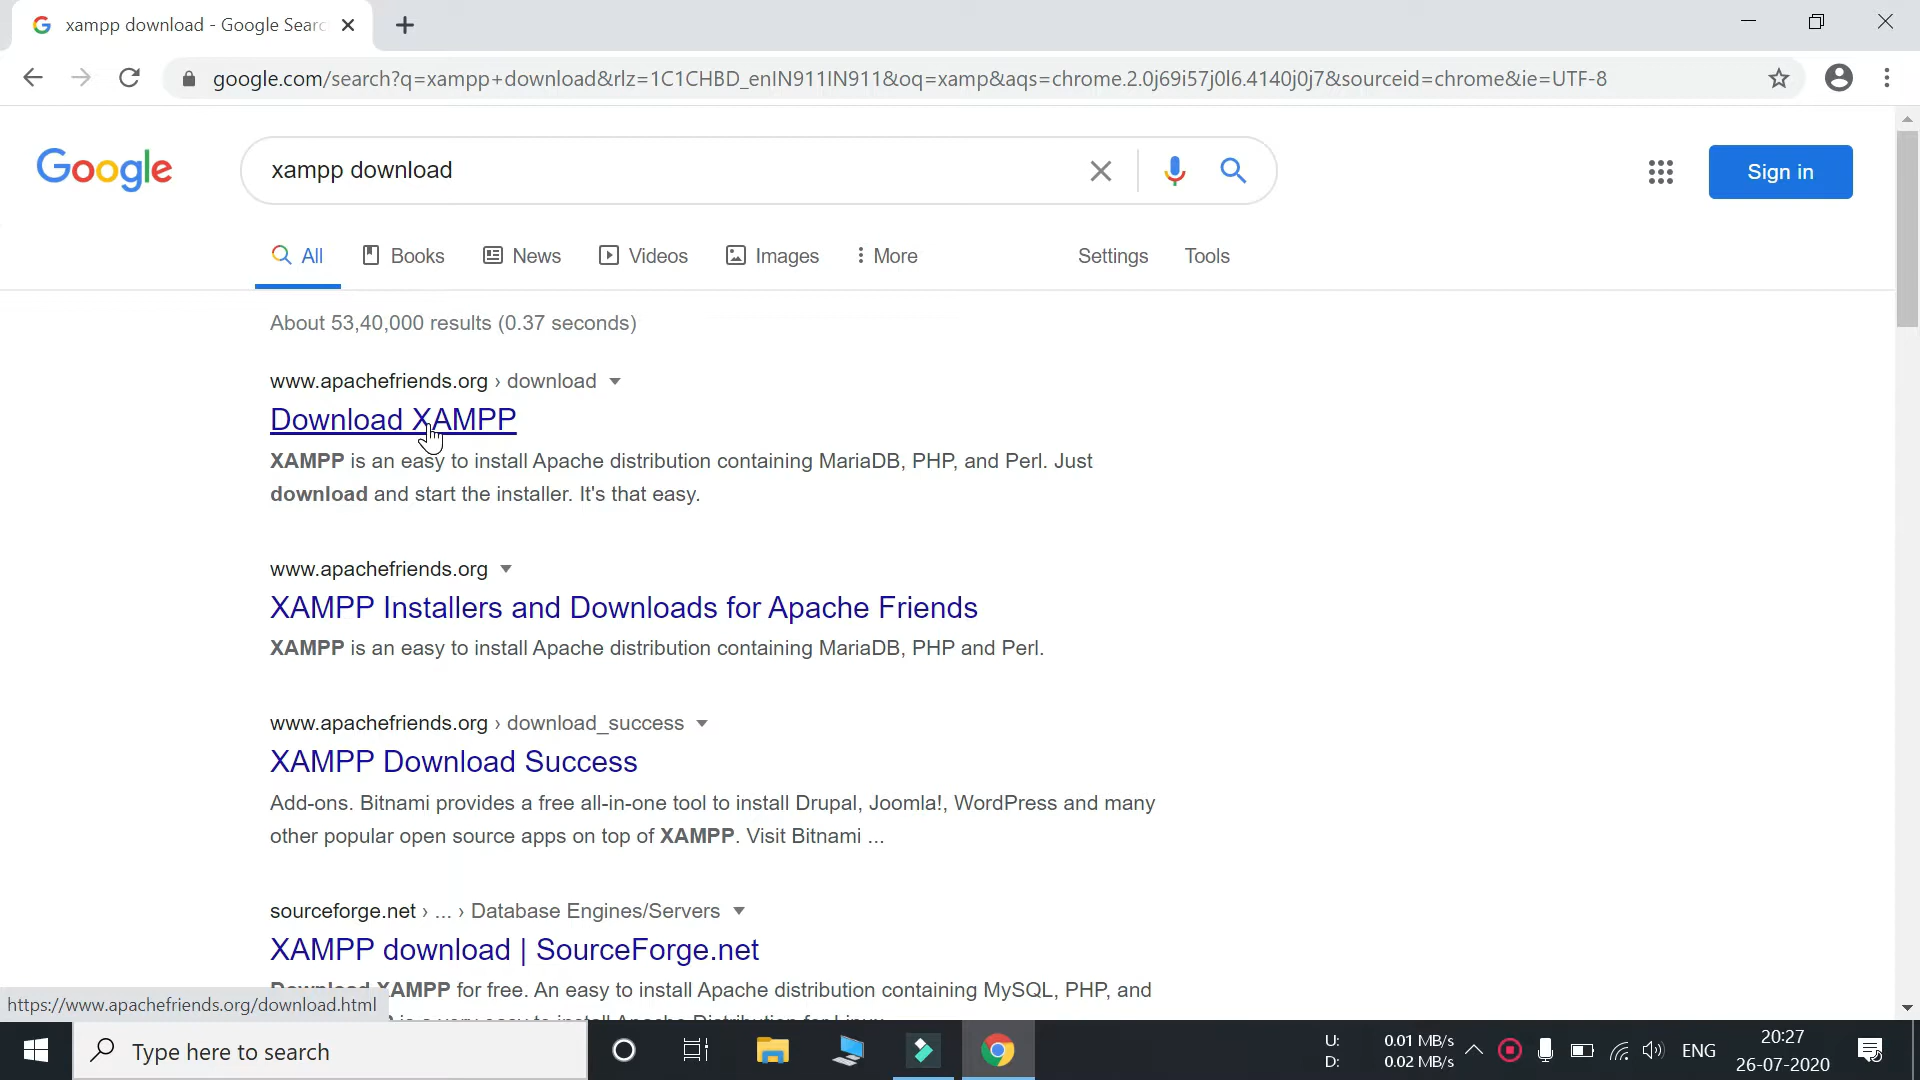 xampp download - Google Sear
google.com/search?q=xampp+download&rlz=1C1CHBD_enIN911IN911&oq=xamp&aqs=chrome.2.0j69i57j0l6.4140j0j7&sourceid=chrome&ie=UTF-8
Google
xampp download
Sign in
All Books News Videos Images More Settings Tools
About 53,40,000 results (0.37 seconds)
www.apachefriends.org › download
Download XAMPP
XAMPP is an easy to install Apache distribution containing MariaDB, PHP, and Perl. Just
download and start the installer. It's that easy.
www.apachefriends.org
XAMPP Installers and Downloads for Apache Friends
XAMPP is an easy to install Apache distribution containing MariaDB, PHP and Perl.
www.apachefriends.org › download_success
XAMPP Download Success
Add-ons. Bitnami provides a free all-in-one tool to install Drupal, Joomla!, WordPress and many
other popular open source apps on top of XAMPP. Visit Bitnami ...
sourceforge.net › ... › Database Engines/Servers
XAMPP download | SourceForge.net
Download XAMPP for free. An easy to install Apache distribution containing MySQL, PHP, and
https://www.apachefriends.org/download.html
Type here to search
U: 0.01 MB/s
D: 0.02 MB/s
ENG
20:27
26-07-2020